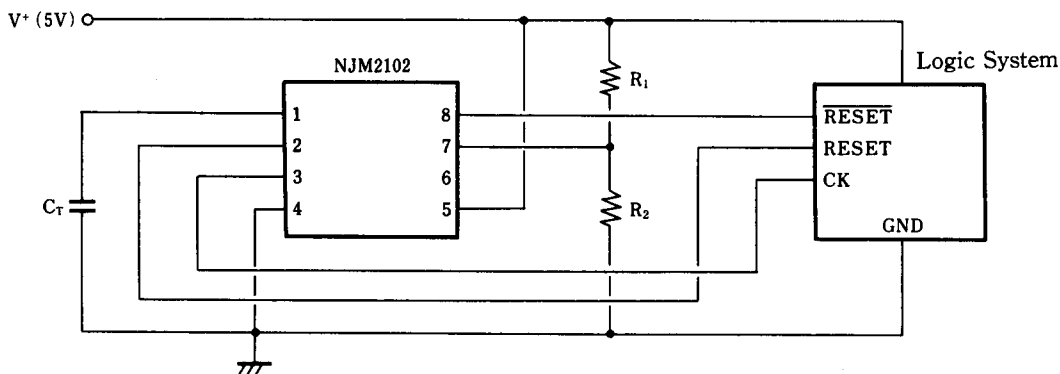 V⁺ (5V)
NJM2102
Logic System
1
2
3
4
8
7
6
5
R₁
R₂
C_T
RESET
RESET
CK
GND